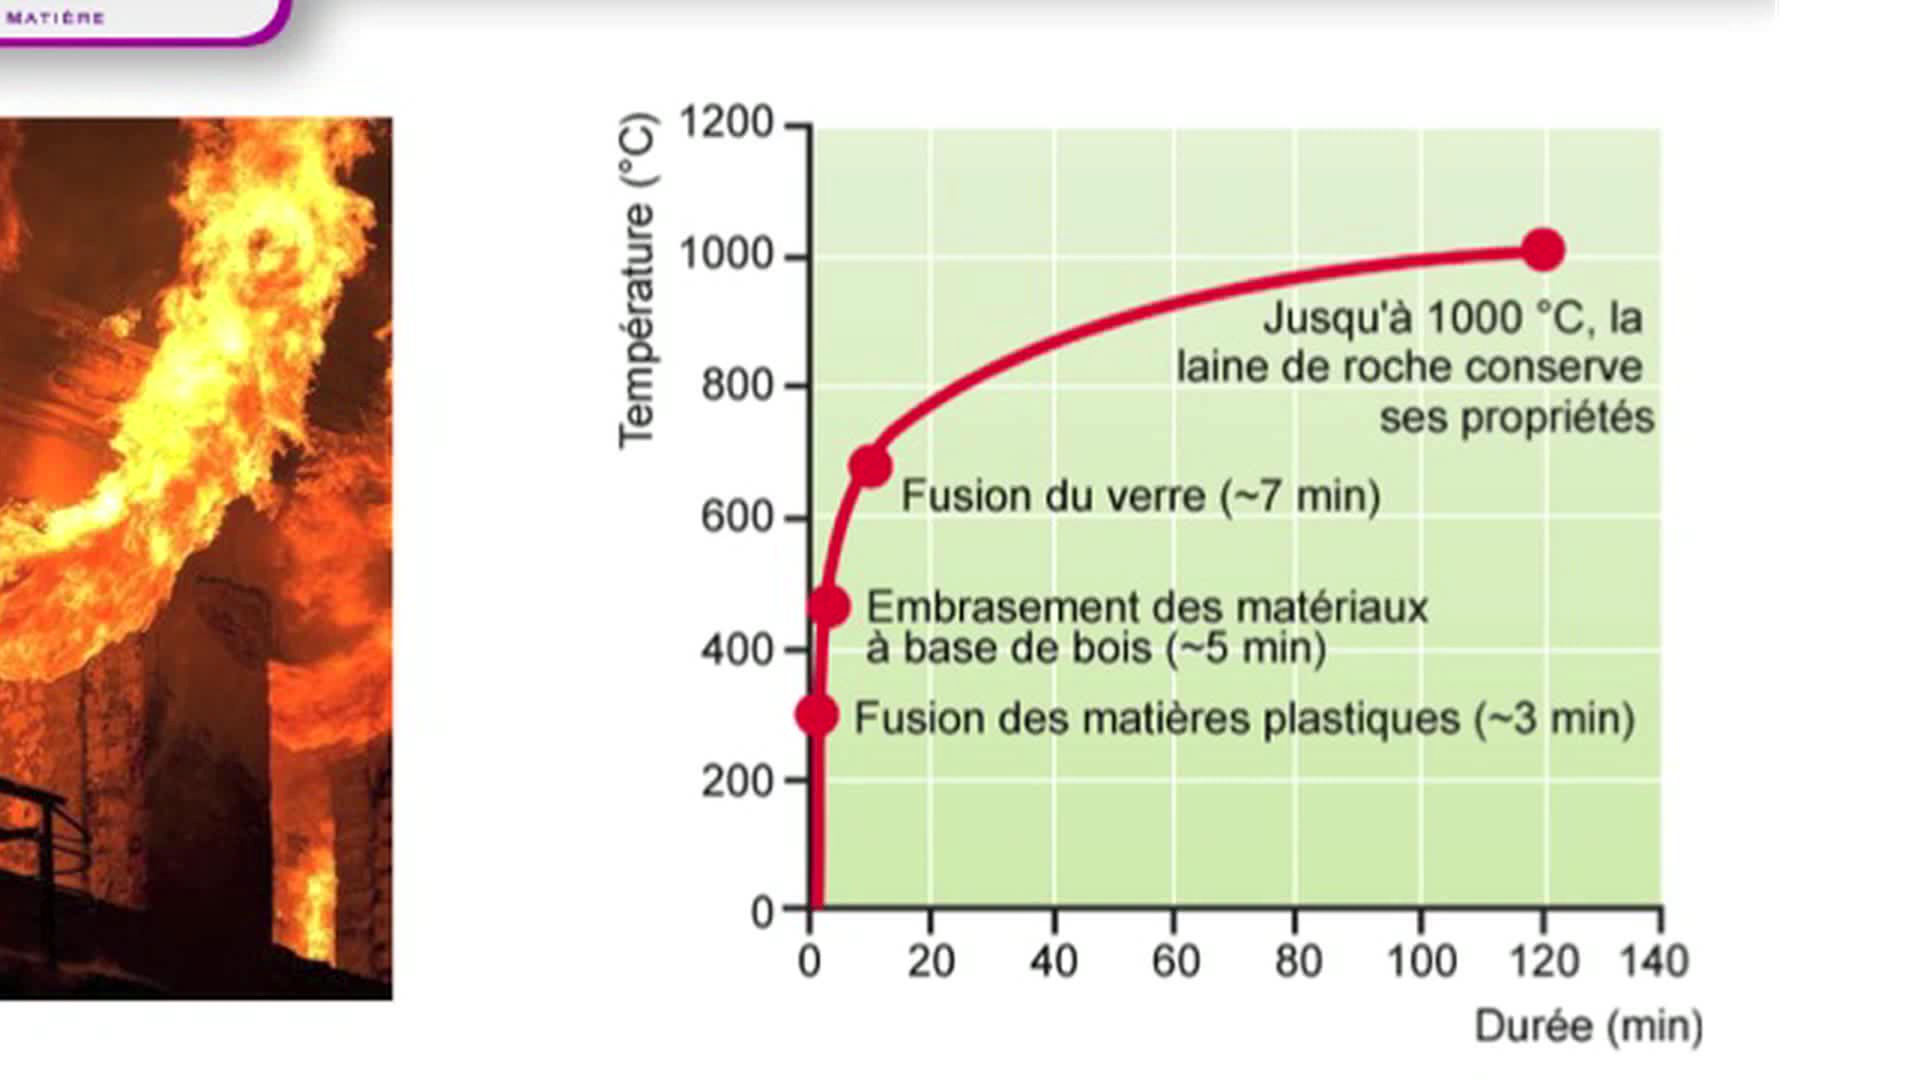 MATIÈRE
Température (°C)
1200
1000
800
600
400
200
0
Jusqu'à 1000 °C, la
laine de roche conserve
ses propriétés
Fusion du verre (~7 min)
Embrasement des matériaux
à base de bois (~5 min)
Fusion des matières plastiques (~3 min)
0 20 40 60 80 100 120 140
Durée (min)